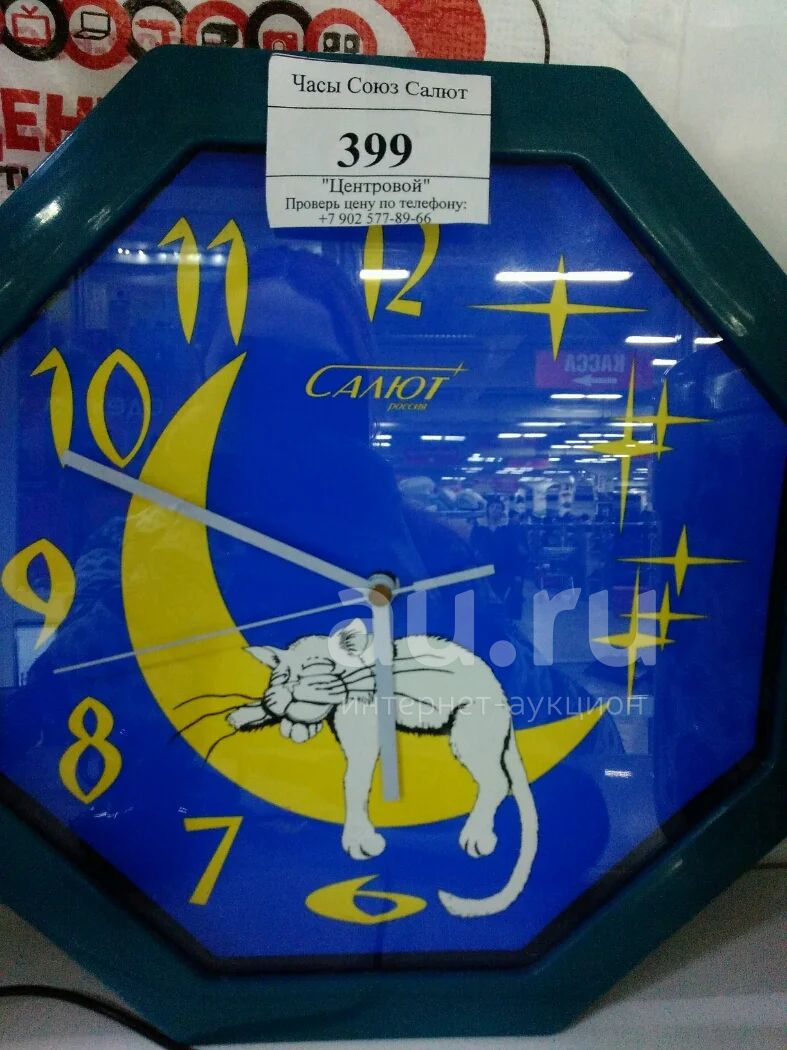 Часы Союз Салют
399
"Центровой"
Проверь цену по телефону:
+7 902 577-89-66
11
12
10
САЛЮТ
РОССИЯ
КАССА
9
au.ru
интернет-аукцион
8
7
6